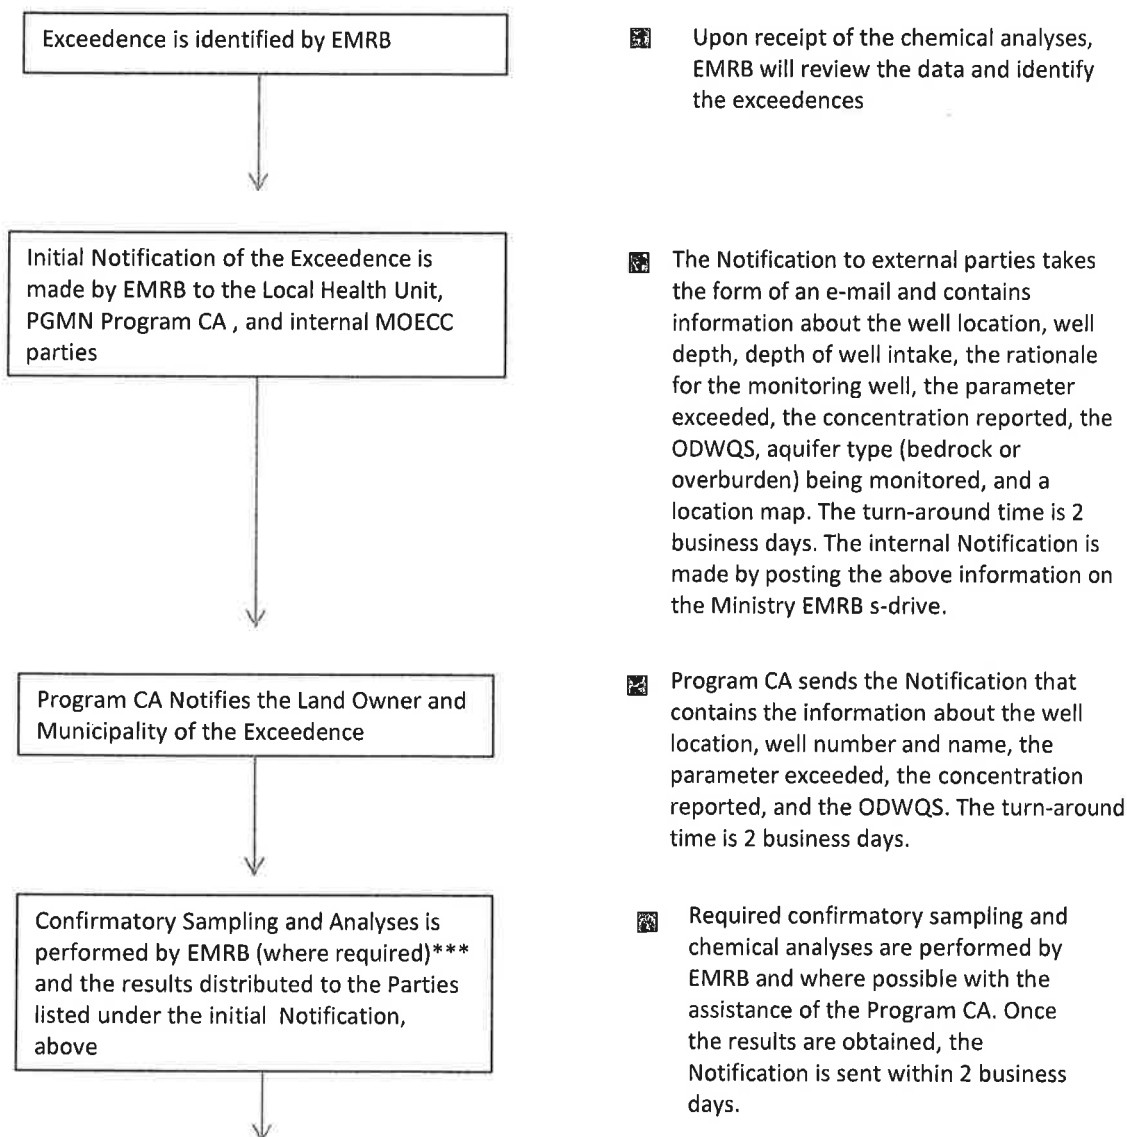 Exceedence is identified by EMRB
Upon receipt of the chemical analyses,
EMRB will review the data and identify
the exceedences
Initial Notification of the Exceedence is
made by EMRB to the Local Health Unit,
PGMN Program CA , and internal MOECC
parties
The Notification to external parties takes
the form of an e-mail and contains
information about the well location, well
depth, depth of well intake, the rationale
for the monitoring well, the parameter
exceeded, the concentration reported, the
ODWQS, aquifer type (bedrock or
overburden) being monitored, and a
location map. The turn-around time is 2
business days. The internal Notification is
made by posting the above information on
the Ministry EMRB s-drive.
Program CA Notifies the Land Owner and
Municipality of the Exceedence
Program CA sends the Notification that
contains the information about the well
location, well number and name, the
parameter exceeded, the concentration
reported, and the ODWQS. The turn-around
time is 2 business days.
Confirmatory Sampling and Analyses is
performed by EMRB (where required)***
and the results distributed to the Parties
listed under the initial Notification,
above
Required confirmatory sampling and
chemical analyses are performed by
EMRB and where possible with the
assistance of the Program CA. Once
the results are obtained, the
Notification is sent within 2 business
days.